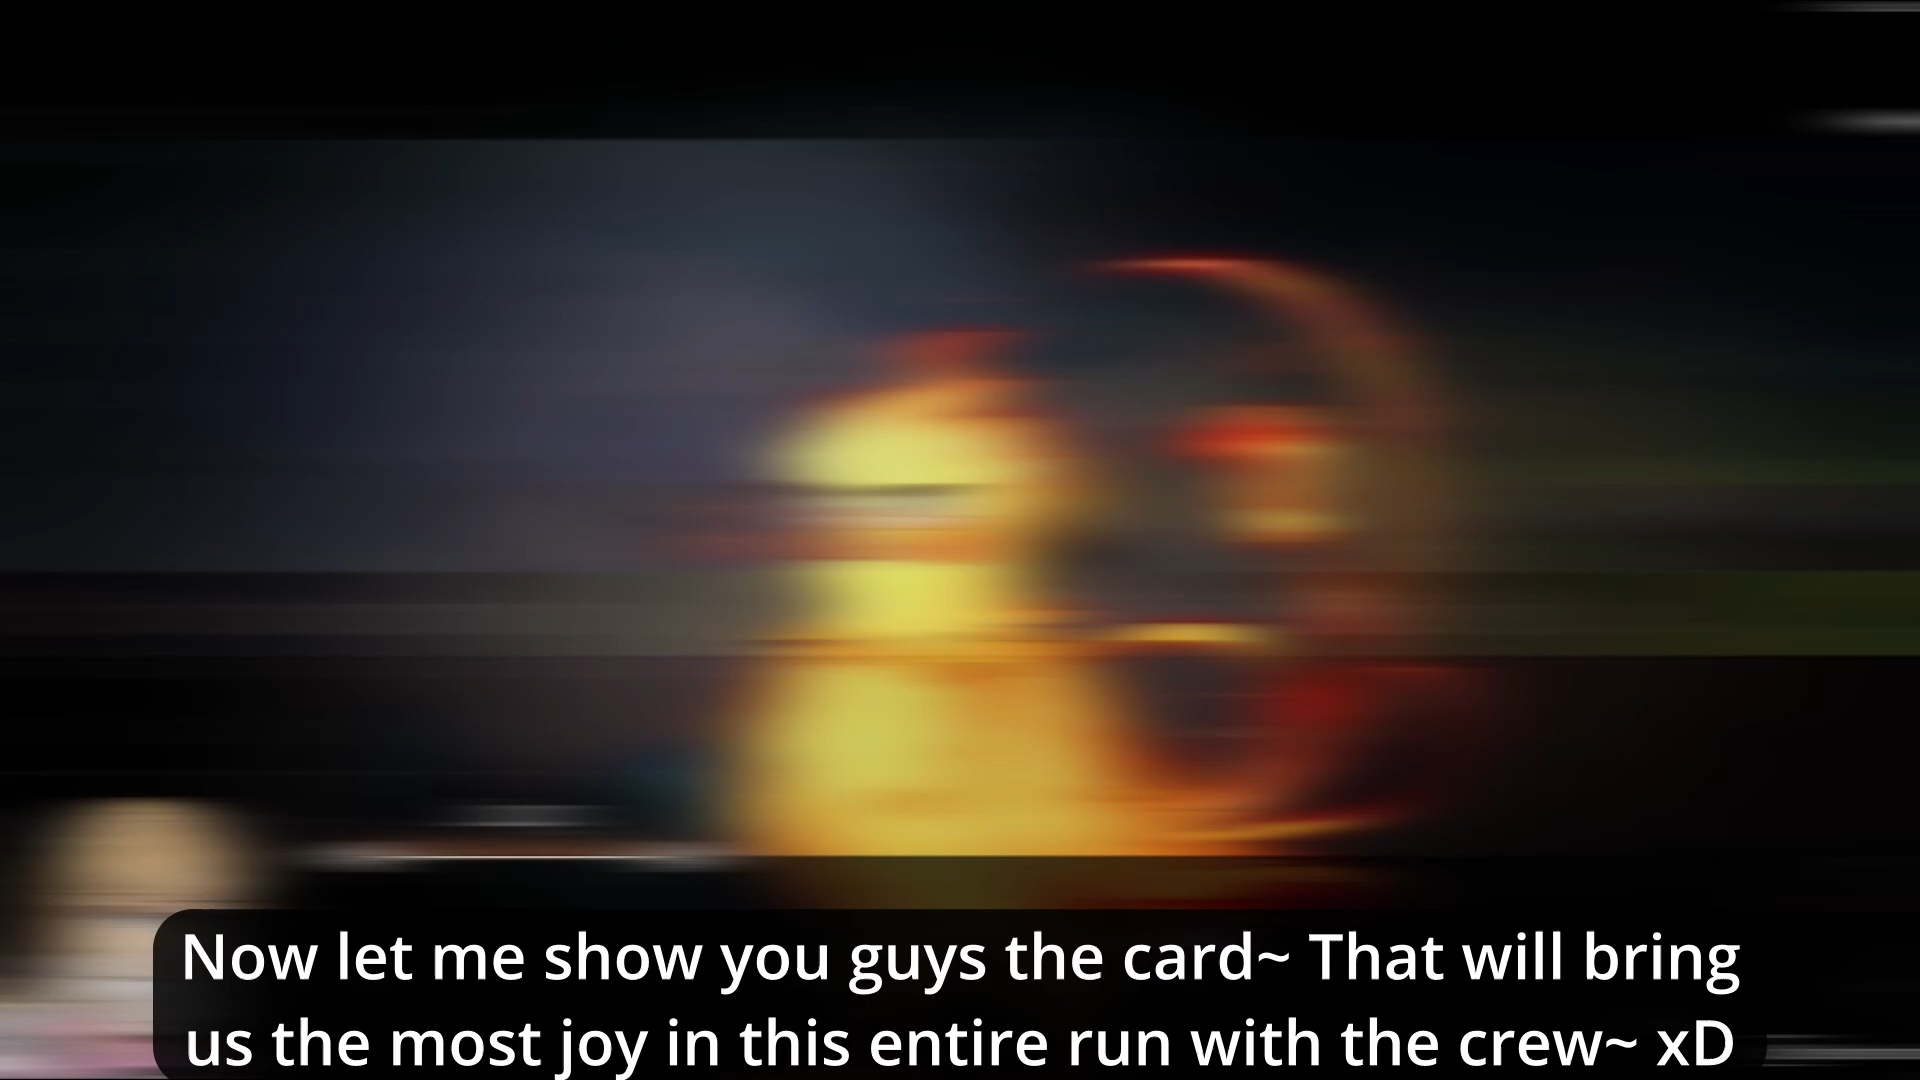 Now let me show you guys the card~ That will bring
us the most joy in this entire run with the crew~ xD